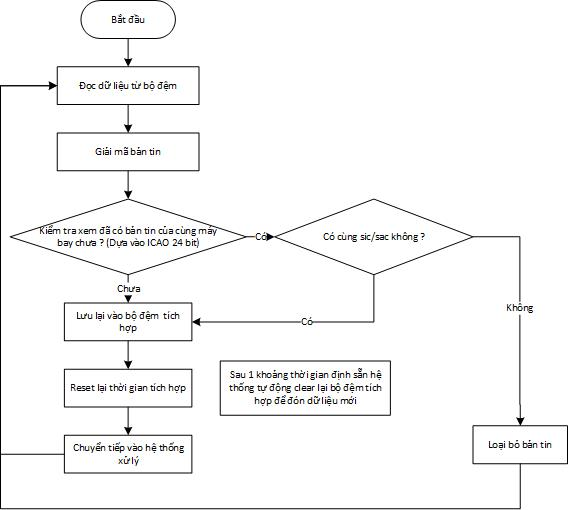 Bắt đầu
Đọc dữ liệu từ bộ đệm
Giải mã bản tin
Kiểm tra xem đã có bản tin của cùng máy
bay chưa ? (Dựa vào ICAO 24 bit)
Có
Có cùng sic/sac không ?
Chưa
Không
Lưu lại vào bộ đệm tích
hợp
Có
Reset lại thời gian tích hợp
Sau 1 khoảng thời gian định sẵn hệ
thống tự động clear lại bộ đệm tích
hợp để đón dữ liệu mới
Chuyển tiếp vào hệ thống
xử lý
Loại bỏ bản tin